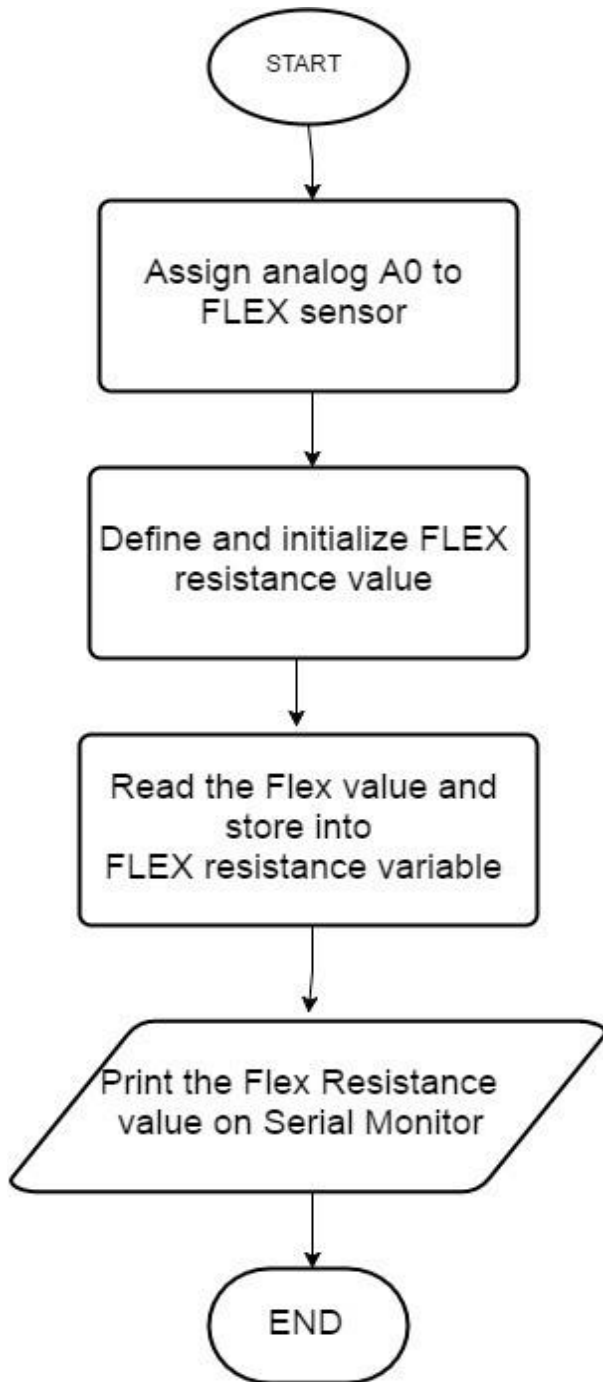 START
Assign analog A0 to
FLEX sensor
Define and initialize FLEX
resistance value
Read the Flex value and
store into
FLEX resistance variable
Print the Flex Resistance
value on Serial Monitor
END